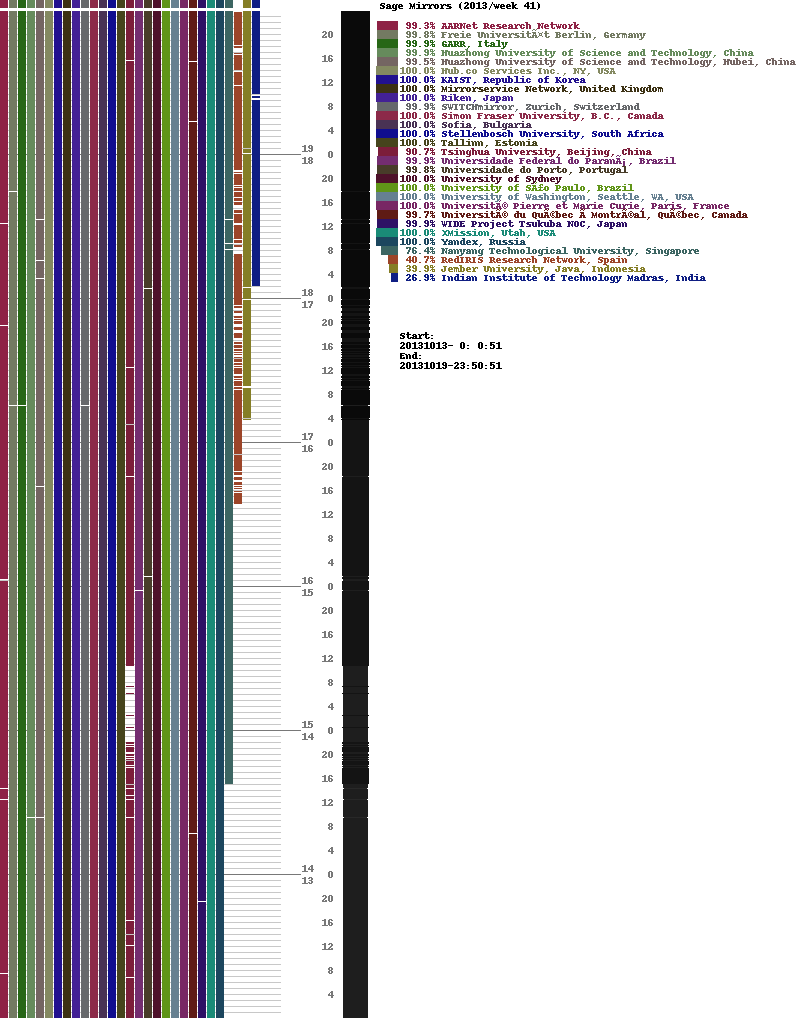 Sage Mirrors (2013/week 41)
99.3% AARNet Research Network
99.8% Freie UniversitÃ¤t Berlin, Germany
99.9% GARR, Italy
99.9% Huazhong University of Science and Technology, China
99.5% Huazhong University of Science and Technology, Hubei, China
100.0% Hub.co Services Inc., NY, USA
100.0% KAIST, Republic of Korea
100.0% Mirrorservice Network, United Kingdom
100.0% Riken, Japan
99.9% SWITCHmirror, Zurich, Switzerland
100.0% Simon Fraser University, B.C., Canada
100.0% Sofia, Bulgaria
100.0% Stellenbosch University, South Africa
100.0% Tallinn, Estonia
90.7% Tsinghua University, Beijing, China
99.9% Universidade Federal do ParanÃ¡, Brazil
99.8% Universidade do Porto, Portugal
100.0% University of Sydney
100.0% University of SÃ£o Paulo, Brazil
100.0% University of Washington, Seattle, WA, USA
100.0% UniversitÃ© Pierre et Marie Curie, Paris, France
99.7% UniversitÃ© du QuÃ©bec Ã MontrÃ©al, QuÃ©bec, Canada
99.9% WIDE Project Tsukuba NOC, Japan
100.0% XMission, Utah, USA
100.0% Yandex, Russia
76.4% Nanyang Technological University, Singapore
40.7% RedIRIS Research Network, Spain
39.9% Jember University, Java, Indonesia
26.9% Indian Institute of Technology Madras, India
Start:
20131013- 0: 0:51
End:
20131019-23:50:51
20
16
12
8
4
19
0
18
20
16
12
8
4
18
0
17
20
16
12
8
4
17
0
16
20
16
12
8
4
16
0
15
20
16
12
8
4
15
0
14
20
16
12
8
4
14
0
13
20
16
12
8
4